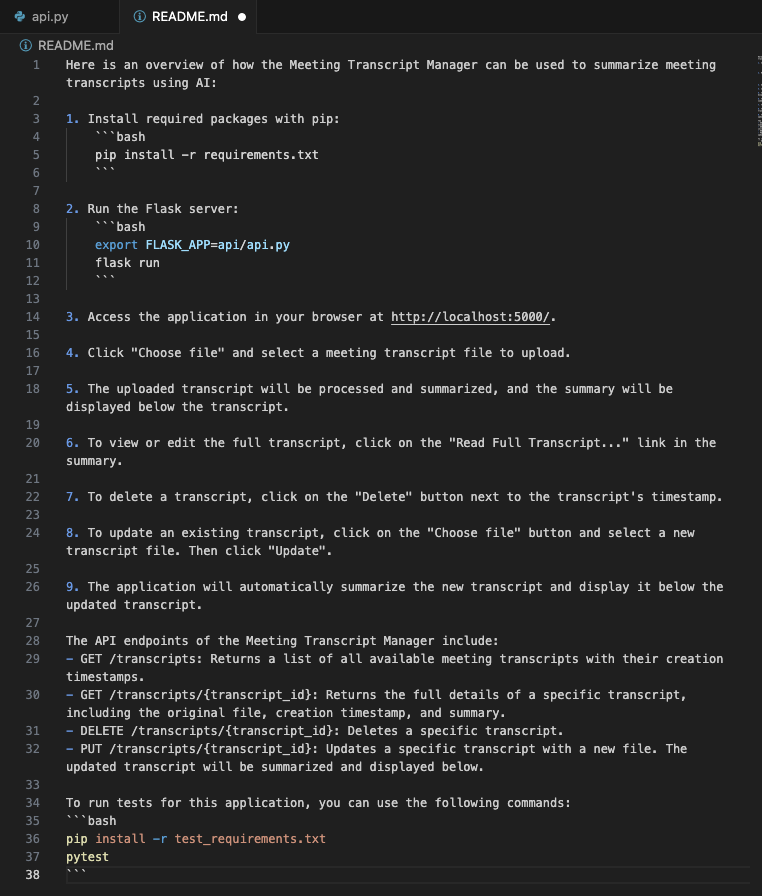 api.py
README.md
README.md
1 Here is an overview of how the Meeting Transcript Manager can be used to summarize meeting
transcripts using AI:
2
3 1. Install required packages with pip:
4 ```bash
5 pip install -r requirements.txt
6 ```
7
8 2. Run the Flask server:
9 ```bash
10 export FLASK_APP=api/api.py
11 flask run
12 ```
13
14 3. Access the application in your browser at http://localhost:5000/.
15
16 4. Click "Choose file" and select a meeting transcript file to upload.
17
18 5. The uploaded transcript will be processed and summarized, and the summary will be
displayed below the transcript.
19
20 6. To view or edit the full transcript, click on the "Read Full Transcript..." link in the
summary.
21
22 7. To delete a transcript, click on the "Delete" button next to the transcript's timestamp.
23
24 8. To update an existing transcript, click on the "Choose file" button and select a new
transcript file. Then click "Update".
25
26 9. The application will automatically summarize the new transcript and display it below the
updated transcript.
27
28 The API endpoints of the Meeting Transcript Manager include:
29 - GET /transcripts: Returns a list of all available meeting transcripts with their creation
timestamps.
30 - GET /transcripts/{transcript_id}: Returns the full details of a specific transcript,
including the original file, creation timestamp, and summary.
31 - DELETE /transcripts/{transcript_id}: Deletes a specific transcript.
32 - PUT /transcripts/{transcript_id}: Updates a specific transcript with a new file. The
updated transcript will be summarized and displayed below.
33
34 To run tests for this application, you can use the following commands:
35 ```bash
36 pip install -r test_requirements.txt
37 pytest
38 ```